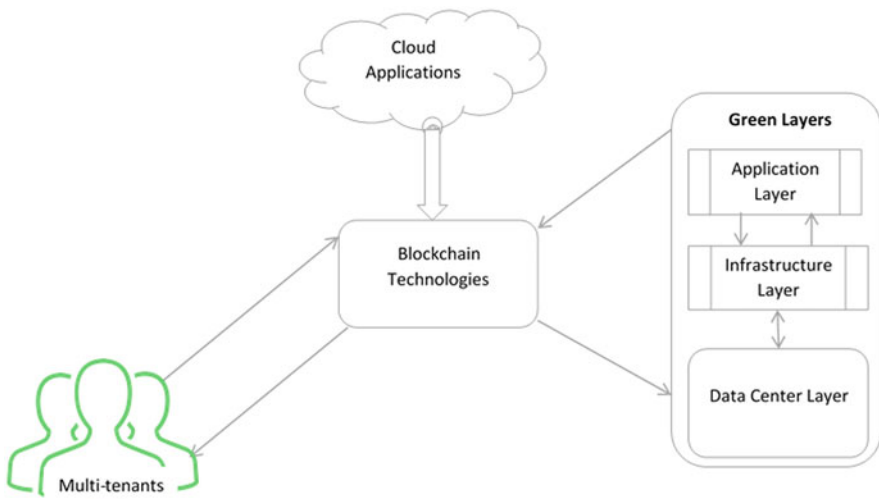 Cloud
Applications
Green Layers
Application
Layer
Blockchain
Technologies
Infrastructure
Layer
Data Center Layer
Multi-tenants